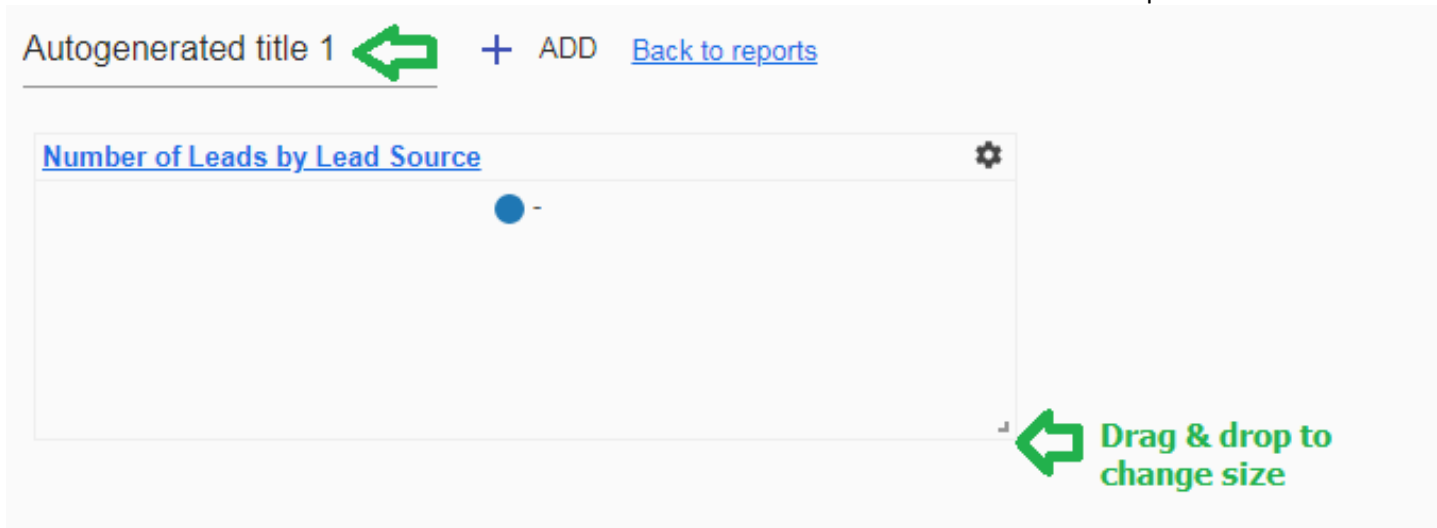 Autogenerated title 1 + ADD Back to reports
Number of Leads by Lead Source
-
Drag & drop to
change size